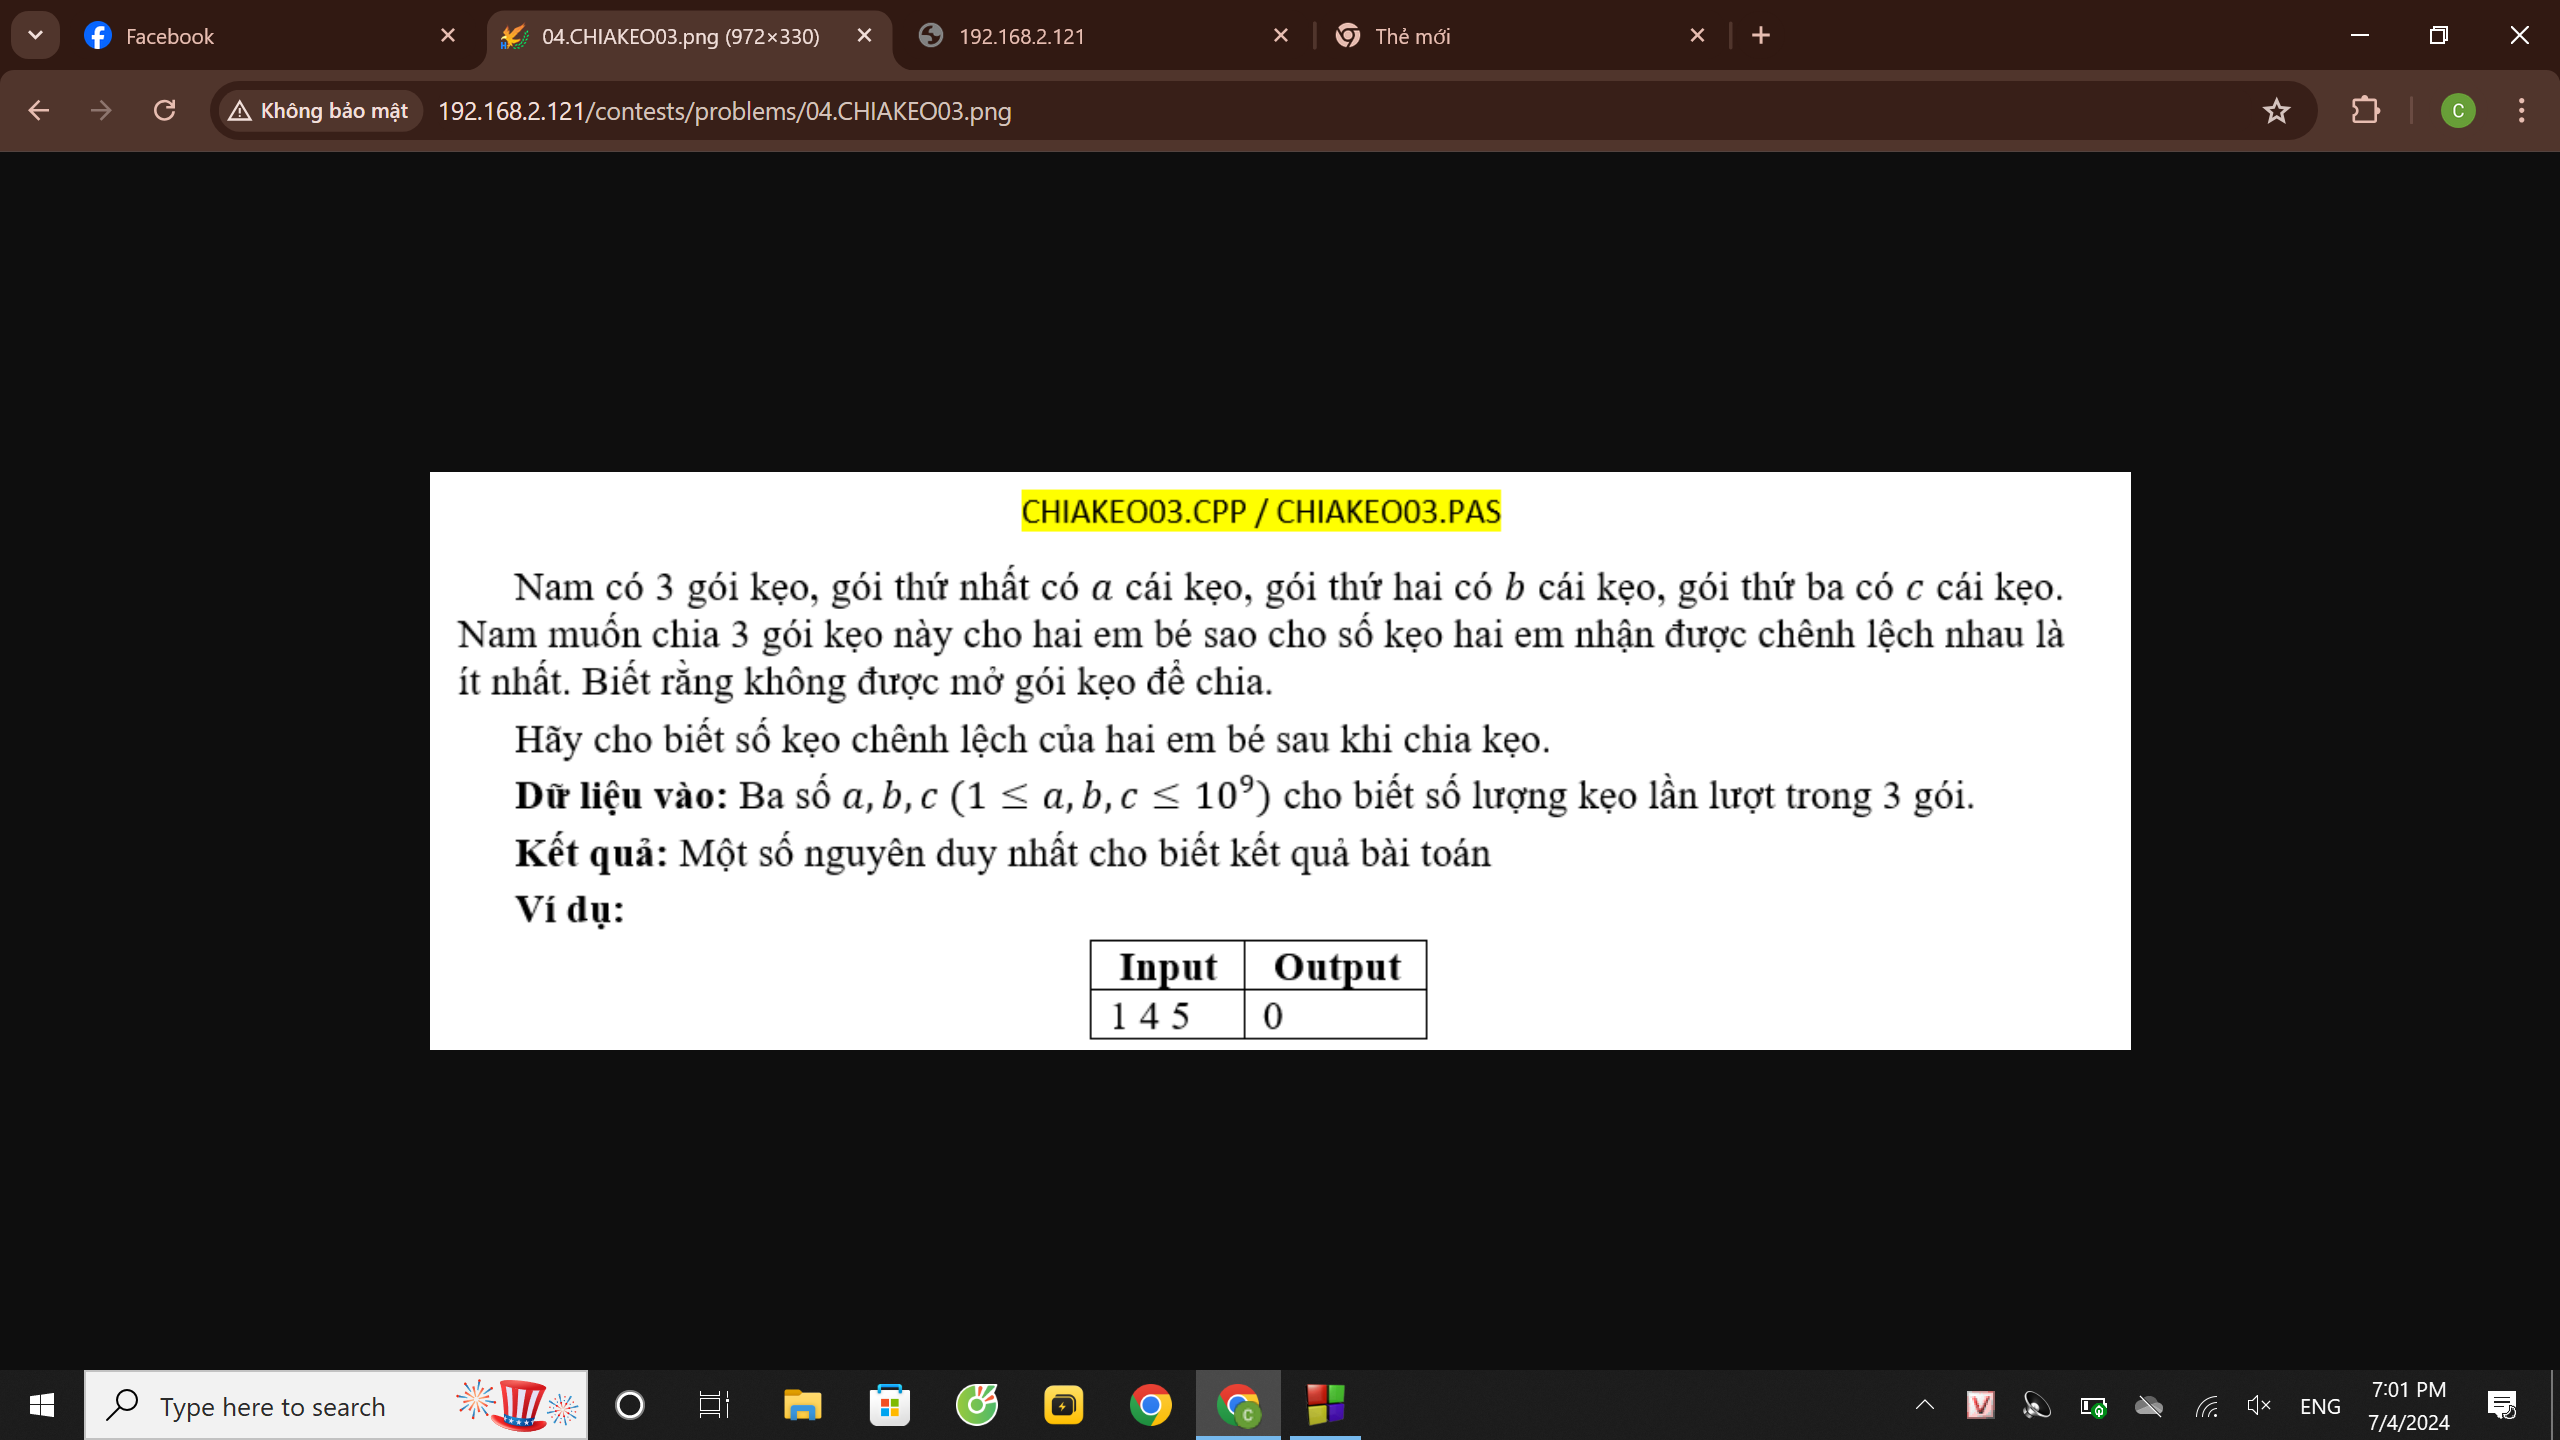 Facebook
04.CHIAKEO03.png (972×330)
192.168.2.121
Thẻ mới
Không bảo mật
192.168.2.121/contests/problems/04.CHIAKEO03.png
C
CHIAKEO03.CPP / CHIAKEO03.PAS
Nam có 3 gói kẹo, gói thứ nhất có a cái kẹo, gói thứ hai có b cái kẹo, gói thứ ba có c cái kẹo.
Nam muốn chia 3 gói kẹo này cho hai em bé sao cho số kẹo hai em nhận được chênh lệch nhau là
ít nhất. Biết rằng không được mở gói kẹo để chia.
Hãy cho biết số kẹo chênh lệch của hai em bé sau khi chia kẹo.
Dữ liệu vào: Ba số a, b, c (1 ≤ a, b, c ≤ 10⁹) cho biết số lượng kẹo lần lượt trong 3 gói.
Kết quả: Một số nguyên duy nhất cho biết kết quả bài toán
Ví dụ:
Input Output
1 4 5 0
Type here to search
ENG
7:01 PM
7/4/2024